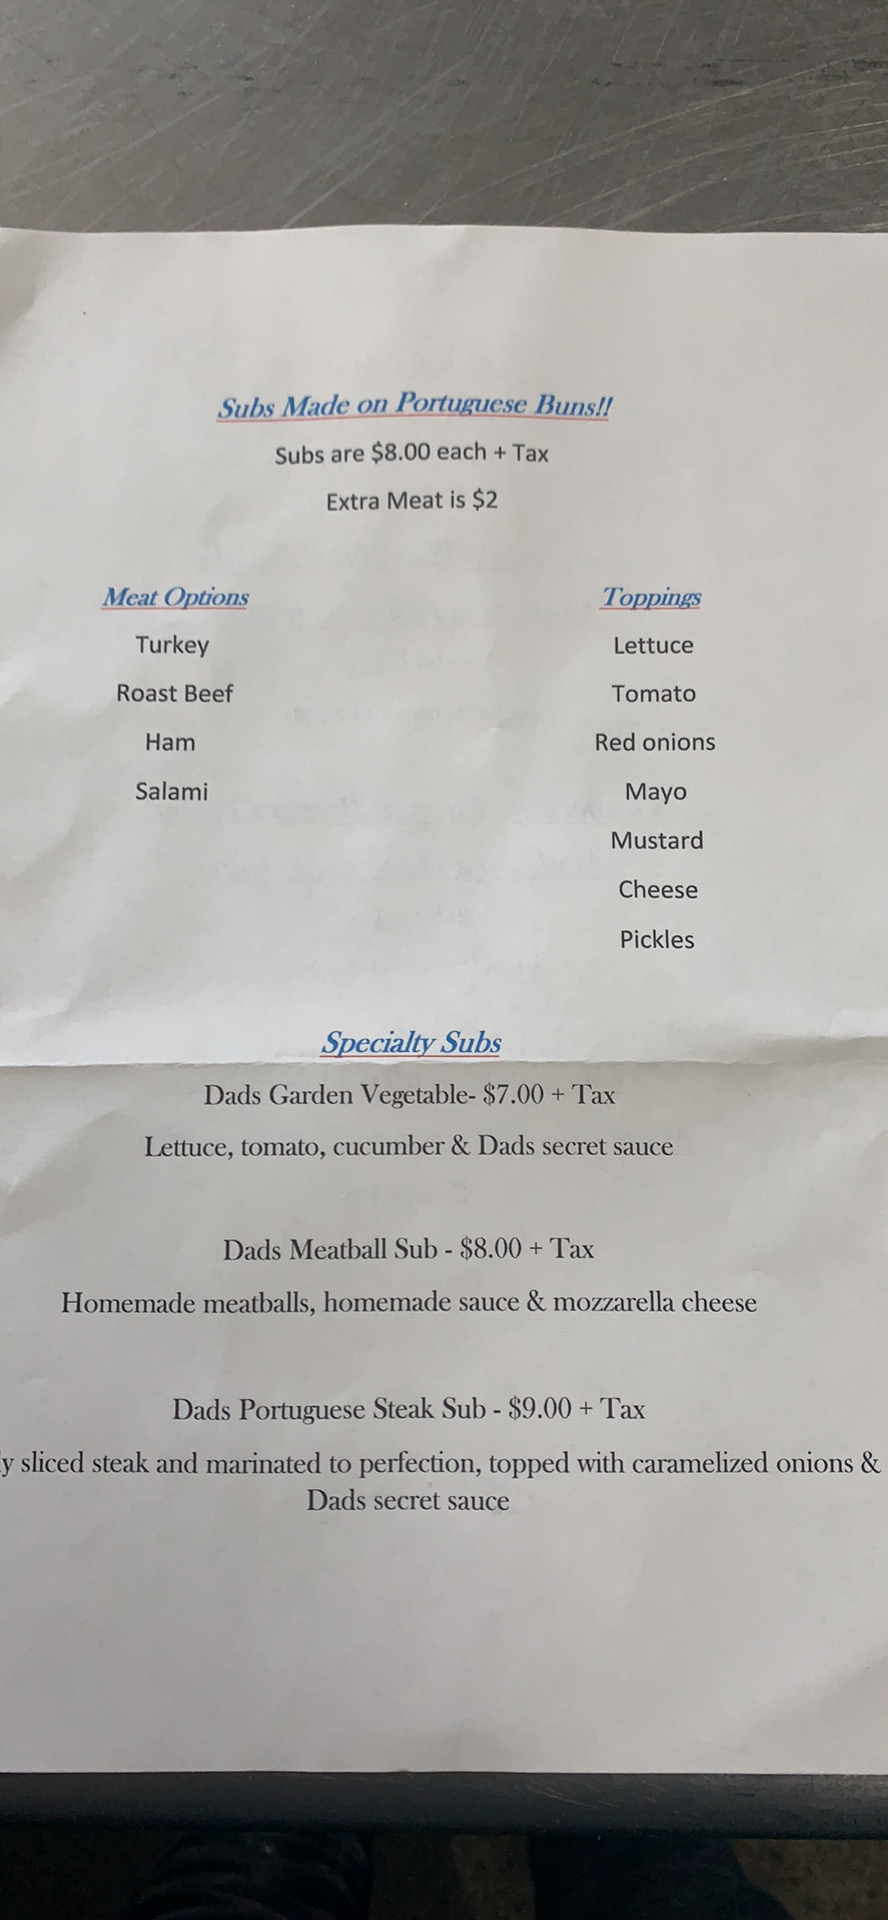 Subs Made on Portuguese Buns!!
Subs are $8.00 each + Tax
Extra Meat is $2
Meat Options
Turkey
Roast Beef
Ham
Salami
Toppings
Lettuce
Tomato
Red onions
Mayo
Mustard
Cheese
Pickles
Specialty Subs
Dads Garden Vegetable- $7.00 + Tax
Lettuce, tomato, cucumber & Dads secret sauce
Dads Meatball Sub - $8.00 + Tax
Homemade meatballs, homemade sauce & mozzarella cheese
Dads Portuguese Steak Sub - $9.00 + Tax
sliced steak and marinated to perfection, topped with caramelized onions &
Dads secret sauce